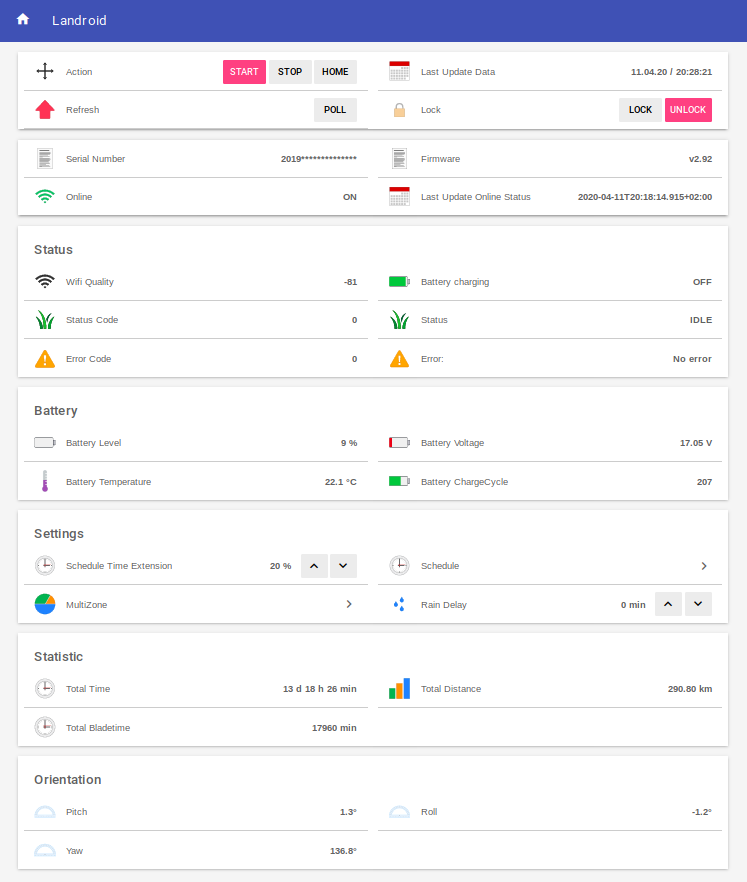 Landroid
Action START STOP HOME
Last Update Data 11.04.20 / 20:28:21
Refresh POLL
Lock LOCK UNLOCK
Serial Number 2019**************
Firmware v2.92
Online ON
Last Update Online Status 2020-04-11T20:18:14.915+02:00
Status
Wifi Quality -81
Battery charging OFF
Status Code 0
Status IDLE
Error Code 0
Error: No error
Battery
Battery Level 9 %
Battery Voltage 17.05 V
Battery Temperature 22.1 °C
Battery ChargeCycle 207
Settings
Schedule Time Extension 20 %
Schedule
MultiZone
Rain Delay 0 min
Statistic
Total Time 13 d 18 h 26 min
Total Distance 290.80 km
Total Bladetime 17960 min
Orientation
Pitch 1.3°
Roll -1.2°
Yaw 136.8°